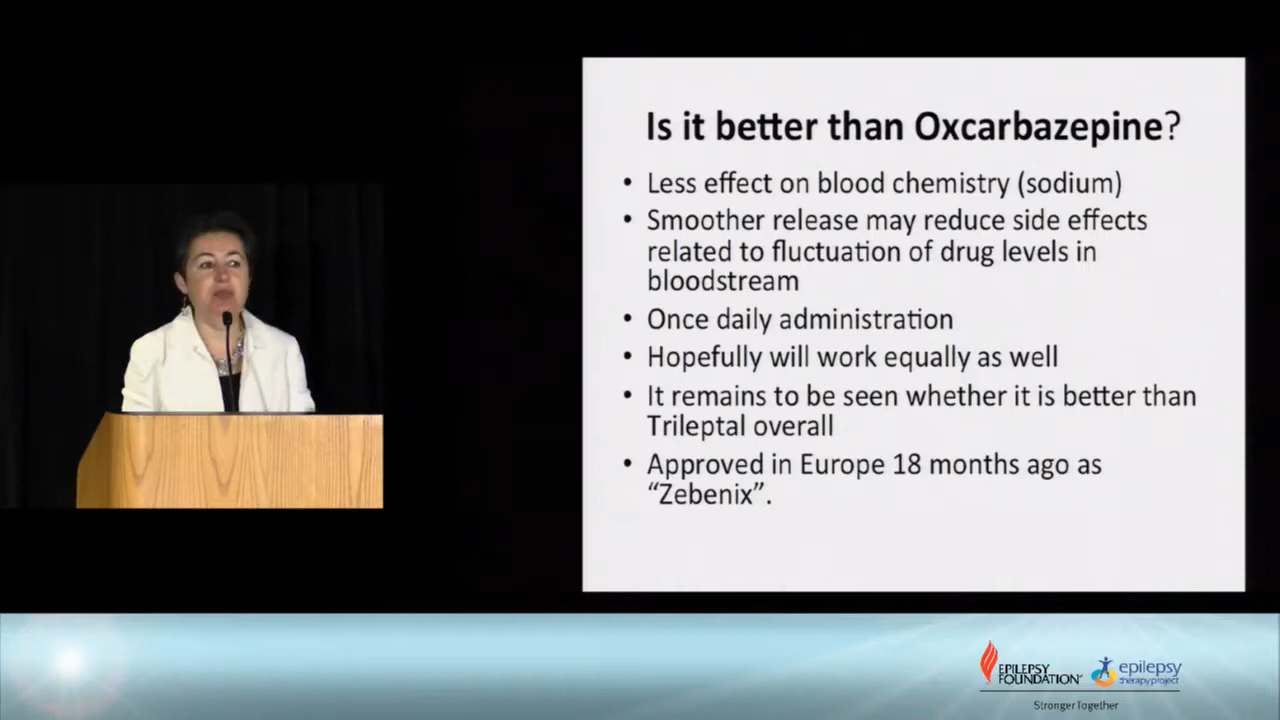 Is it better than Oxcarbazepine?
• Less effect on blood chemistry (sodium)
• Smoother release may reduce side effects
related to fluctuation of drug levels in
bloodstream
• Once daily administration
• Hopefully will work equally as well
• It remains to be seen whether it is better than
Trileptal overall
• Approved in Europe 18 months ago as
“Zebenix”.
EPILEPSY
FOUNDATION
epilepsy
therapy project
Stronger Together